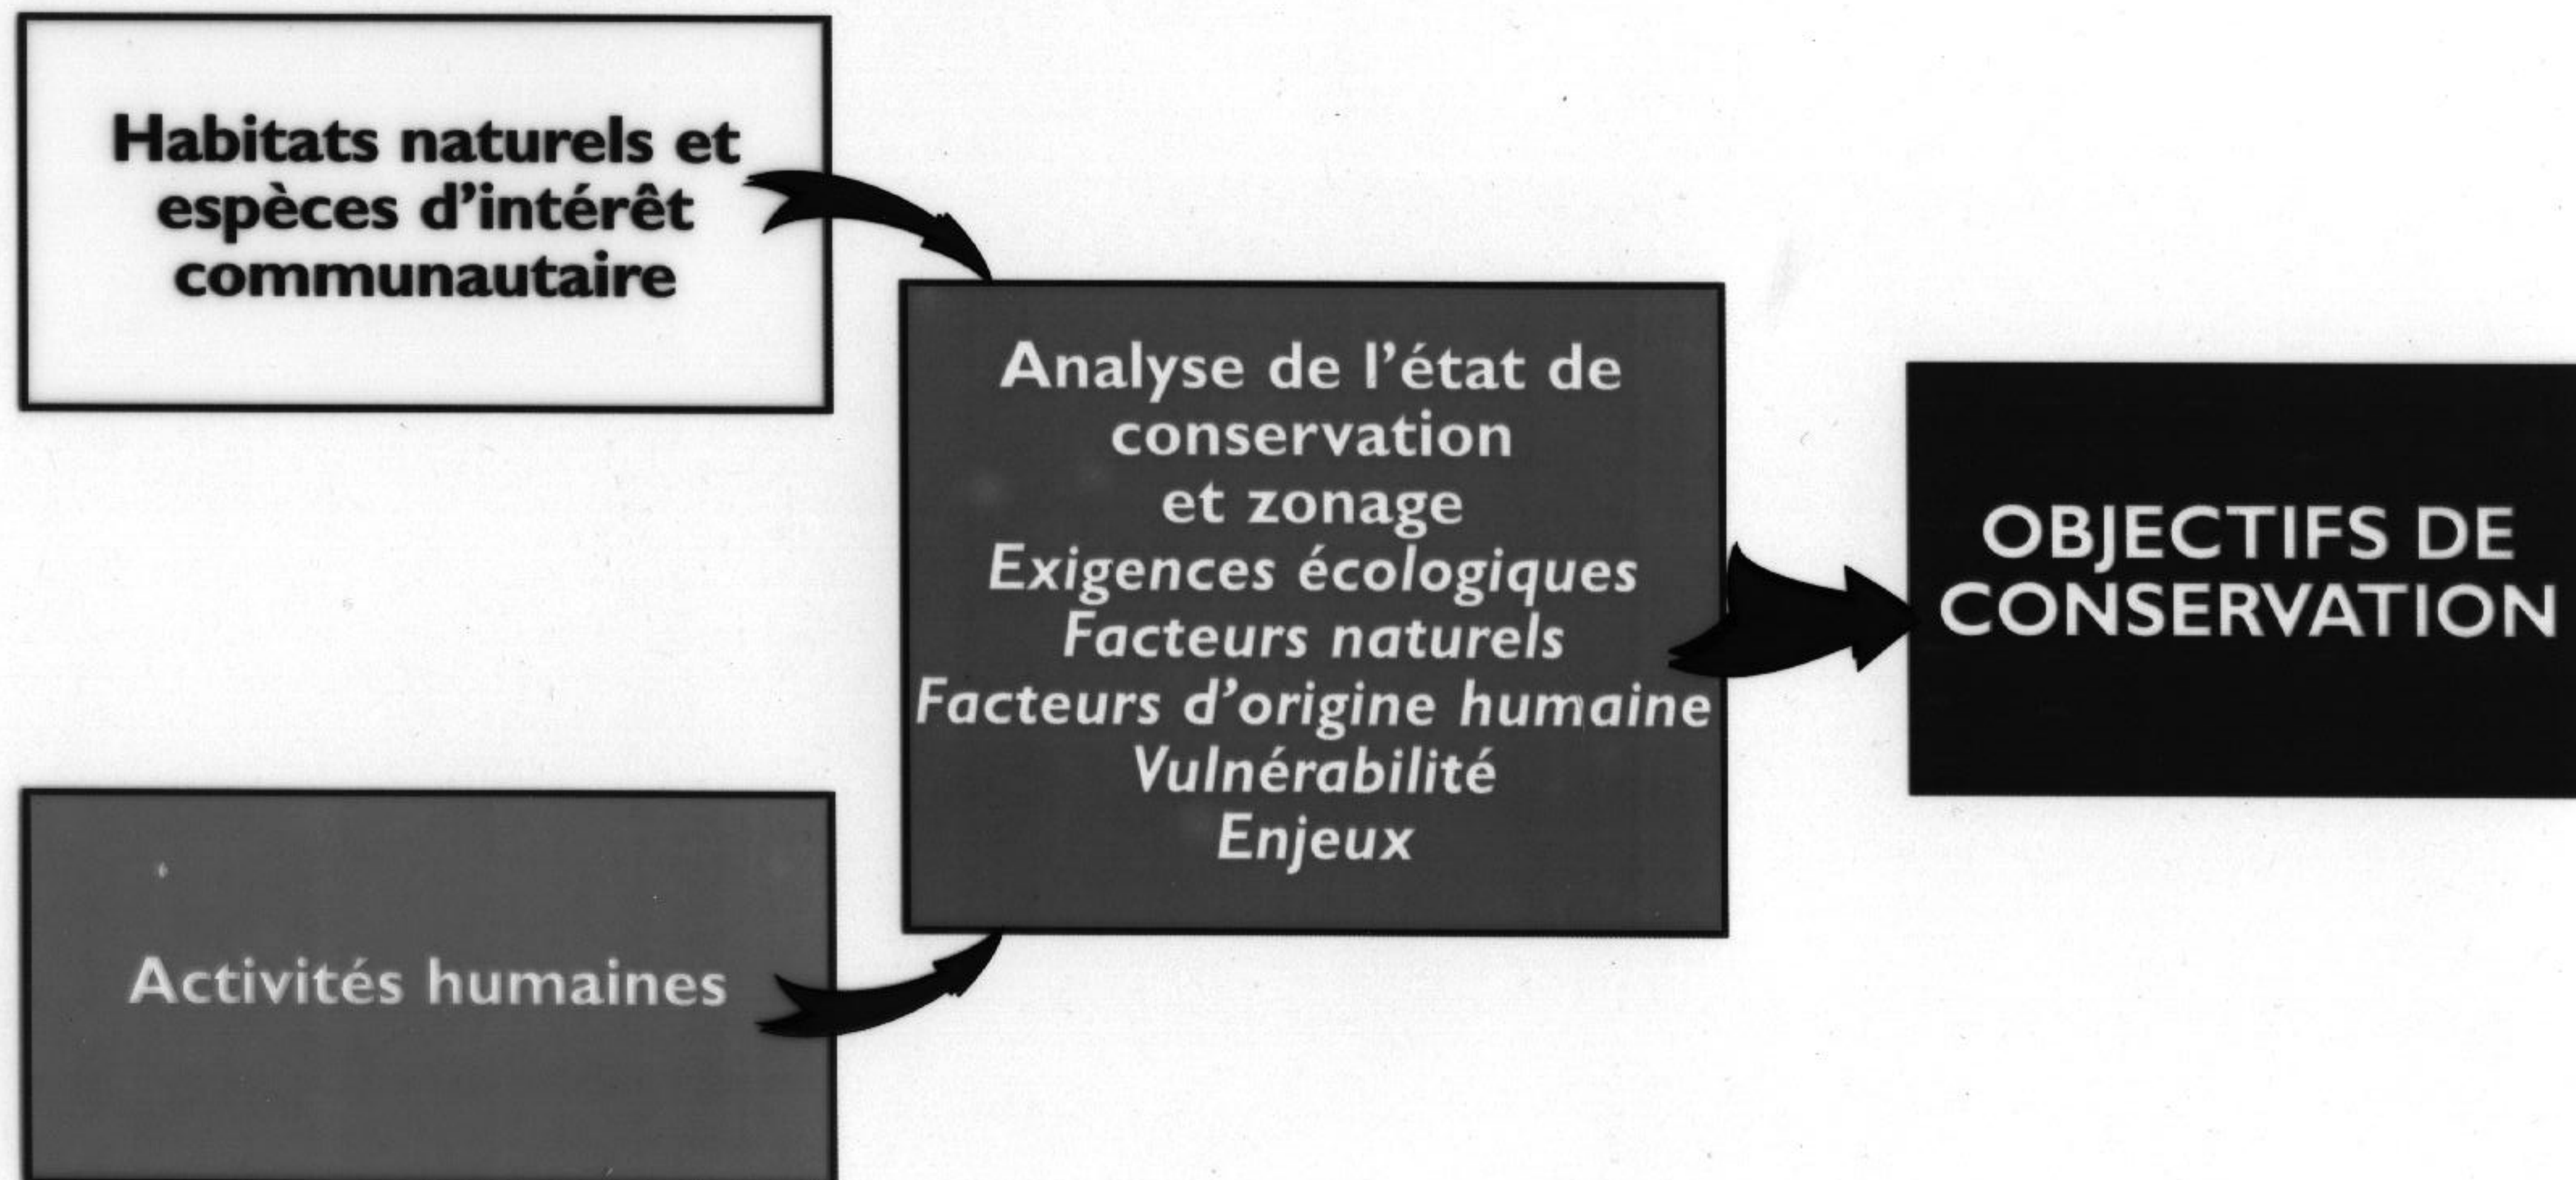 Habitats naturels et
espèces d’intérêt
communautaire
Analyse de l’état de
conservation
et zonage
Exigences écologiques
Facteurs naturels
Facteurs d’origine humaine
Vulnérabilité
Enjeux
Activités humaines
OBJECTIFS DE
CONSERVATION